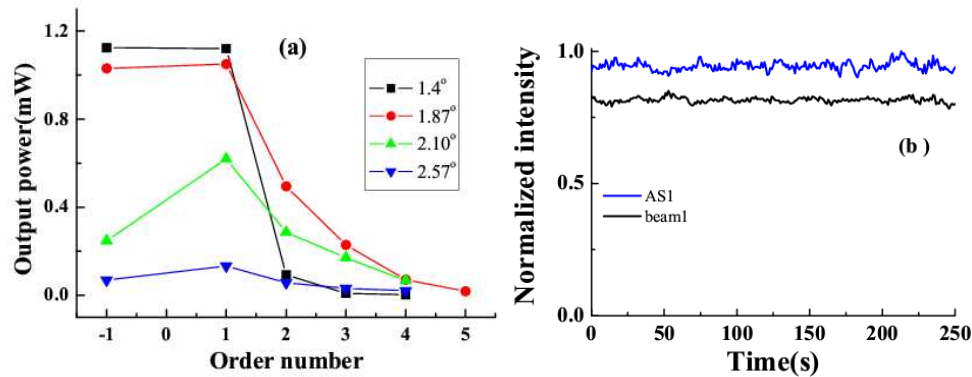 (a)
1.2
0.8
0.4
0.0
Output power(mW)
1.4°
1.87°
2.10°
2.57°
-1 0 1 2 3 4 5
Order number
1.0
0.5
0.0
Normalized intensity
(b )
AS1
beam1
0 50 100 150 200 250
Time(s)